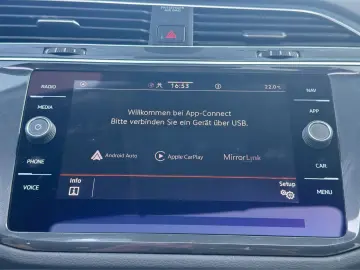 RADIO
MEDIA
PHONE
VOICE
16:53
22.0
Willkommen bei App-Connect
Bitte verbinden Sie ein Gerät über USB.
Android Auto
Apple CarPlay
MirrorLink
Info
Setup
NAV
APP
CAR
MENU